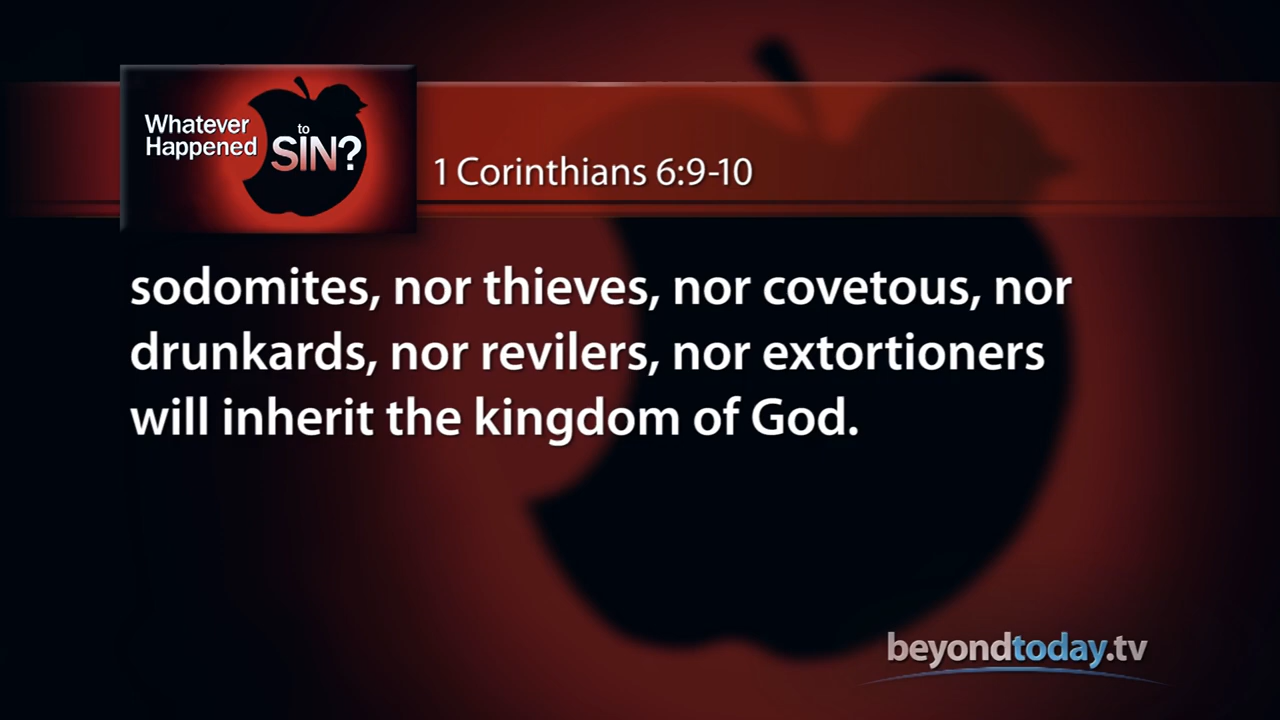 Whatever
Happened
to
SIN?
1 Corinthians 6:9-10
sodomites, nor thieves, nor covetous, nor
drunkards, nor revilers, nor extortioners
will inherit the kingdom of God.
beyondtoday.tv